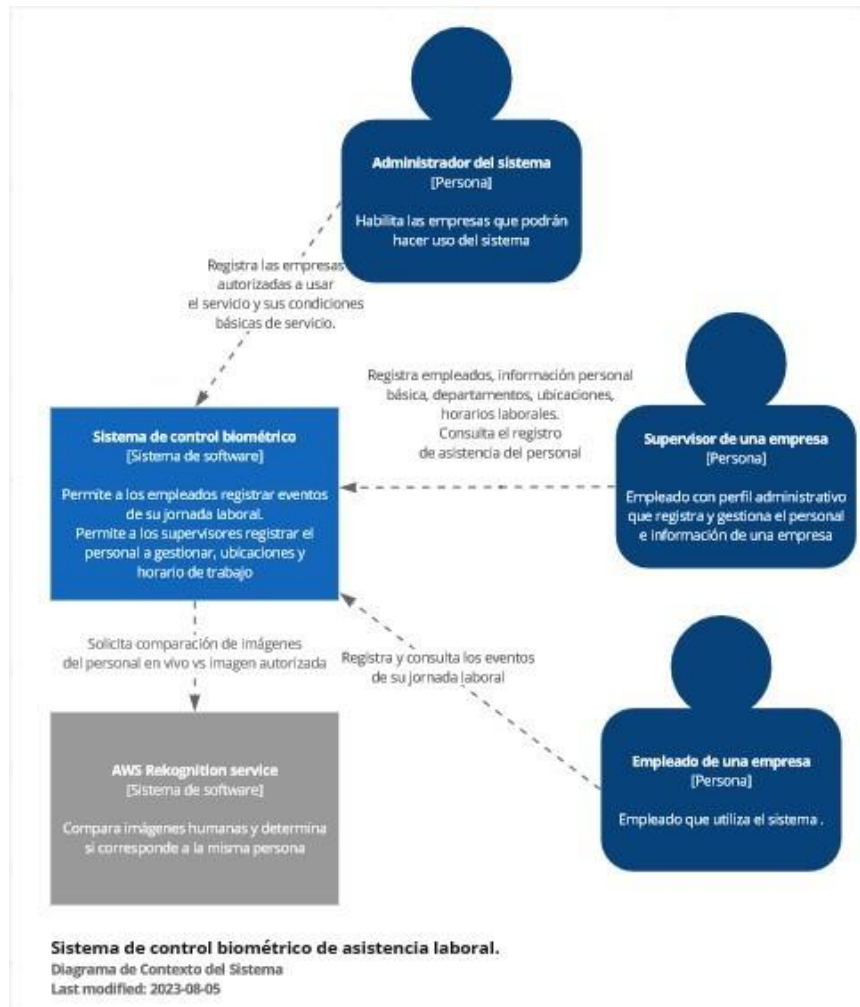 Administrador del sistema
[Persona]
Habilita las empresas que podrán
hacer uso del sistema
Registra las empresas
autorizadas a usar
el servicio y sus condiciones
básicas de servicio.
Registra empleados, información personal
básica, departamentos, ubicaciones,
horarios laborales.
Consulta el registro
de asistencia del personal
Supervisor de una empresa
[Persona]
Empleado con perfil administrativo
que registra y gestiona el personal
e información de una empresa
Sistema de control biométrico
[Sistema de software]
Permite a los empleados registrar eventos
de su jornada laboral.
Permite a los supervisores registrar el
personal a gestionar, ubicaciones y
horario de trabajo
Solicita comparación de imágenes
del personal en vivo vs imagen autorizada
Registra y consulta los eventos
de su jornada laboral
Empleado de una empresa
[Persona]
Empleado que utiliza el sistema .
AWS Rekognition service
[Sistema de software]
Compara imágenes humanas y determina
si corresponde a la misma persona
Sistema de control biométrico de asistencia laboral.
Diagrama de Contexto del Sistema
Last modified: 2023-08-05